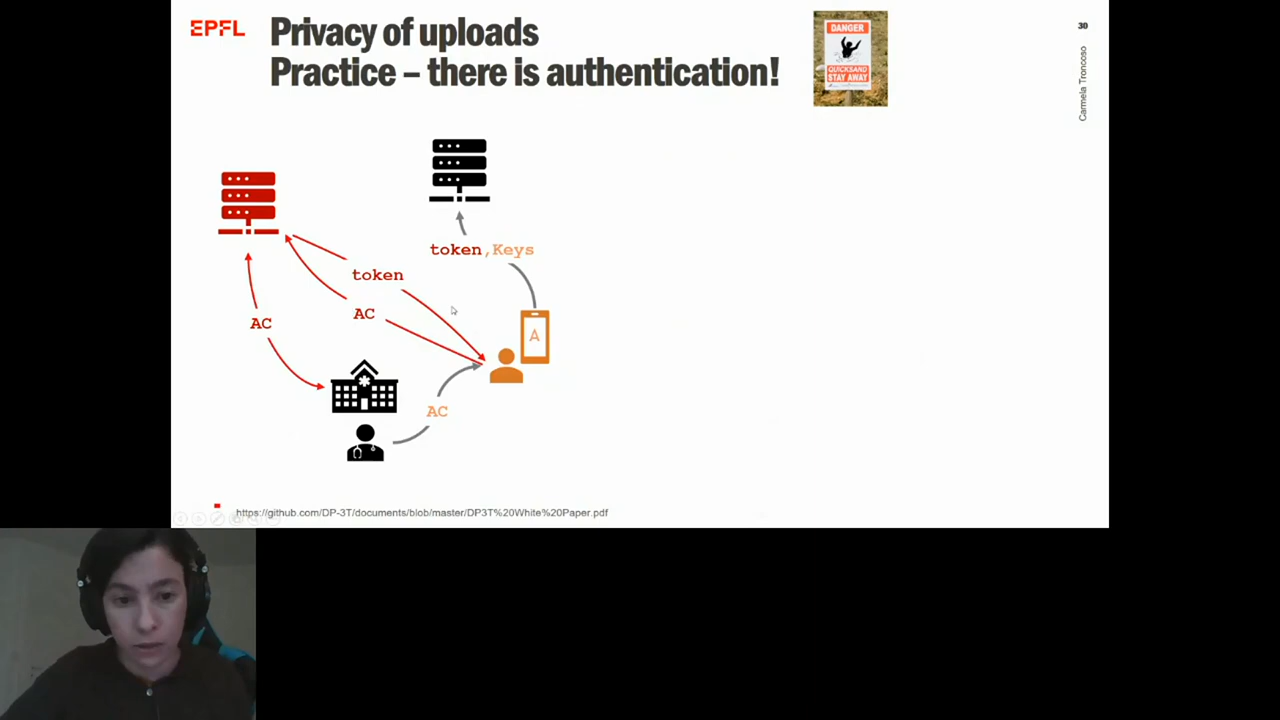 EPFL
Privacy of uploads
Practice – there is authentication!
DANGER
QUICKSAND
STAY AWAY
30
Carmela Troncoso
token,Keys
token
AC
AC
A
AC
https://github.com/DP-3T/documents/blob/master/DP3T%20White%20Paper.pdf